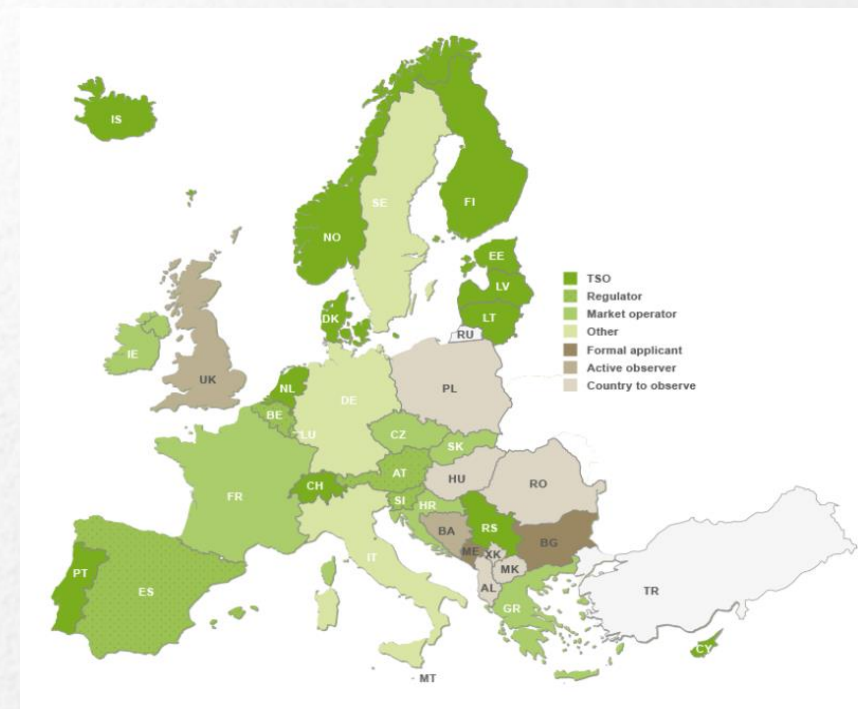 IS
SE
FI
NO
EE
LV
LT
DK
RU
IE
UK
NL
BE
LU
DE
PL
CZ
SK
AT
CH
FR
HU
RO
SI
HR
BA
RS
ME
XK
BG
MK
AL
IT
PT
ES
GR
TR
MT
CY
TSO
Regulator
Market operator
Other
Formal applicant
Active observer
Country to observe